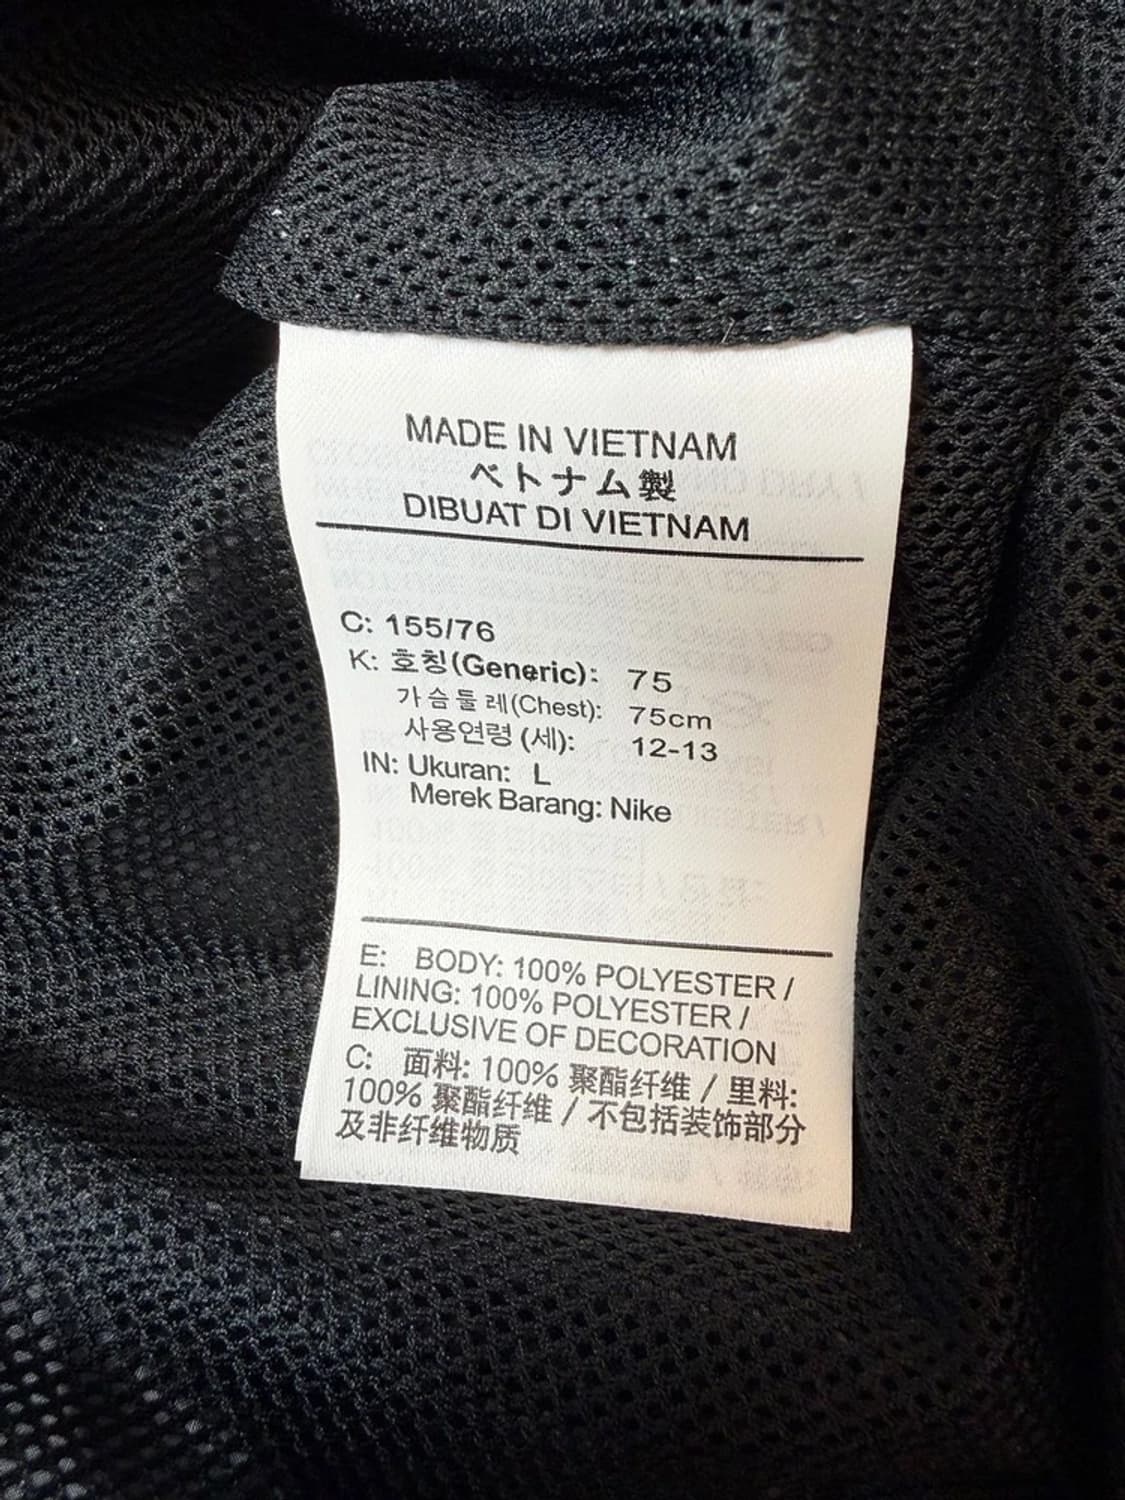 MADE IN VIETNAM
ベトナム製
DIBUAT DI VIETNAM
C: 155/76
K: 호칭(Generic): 75
가슴둘레(Chest): 75cm
사용연령 (세): 12-13
IN: Ukuran: L
Merek Barang: Nike
E: BODY: 100% POLYESTER /
LINING: 100% POLYESTER /
EXCLUSIVE OF DECORATION
C: 面料: 100% 聚酯纤维 / 里料:
100% 聚酯纤维 / 不包括装饰部分
及非纤维物质